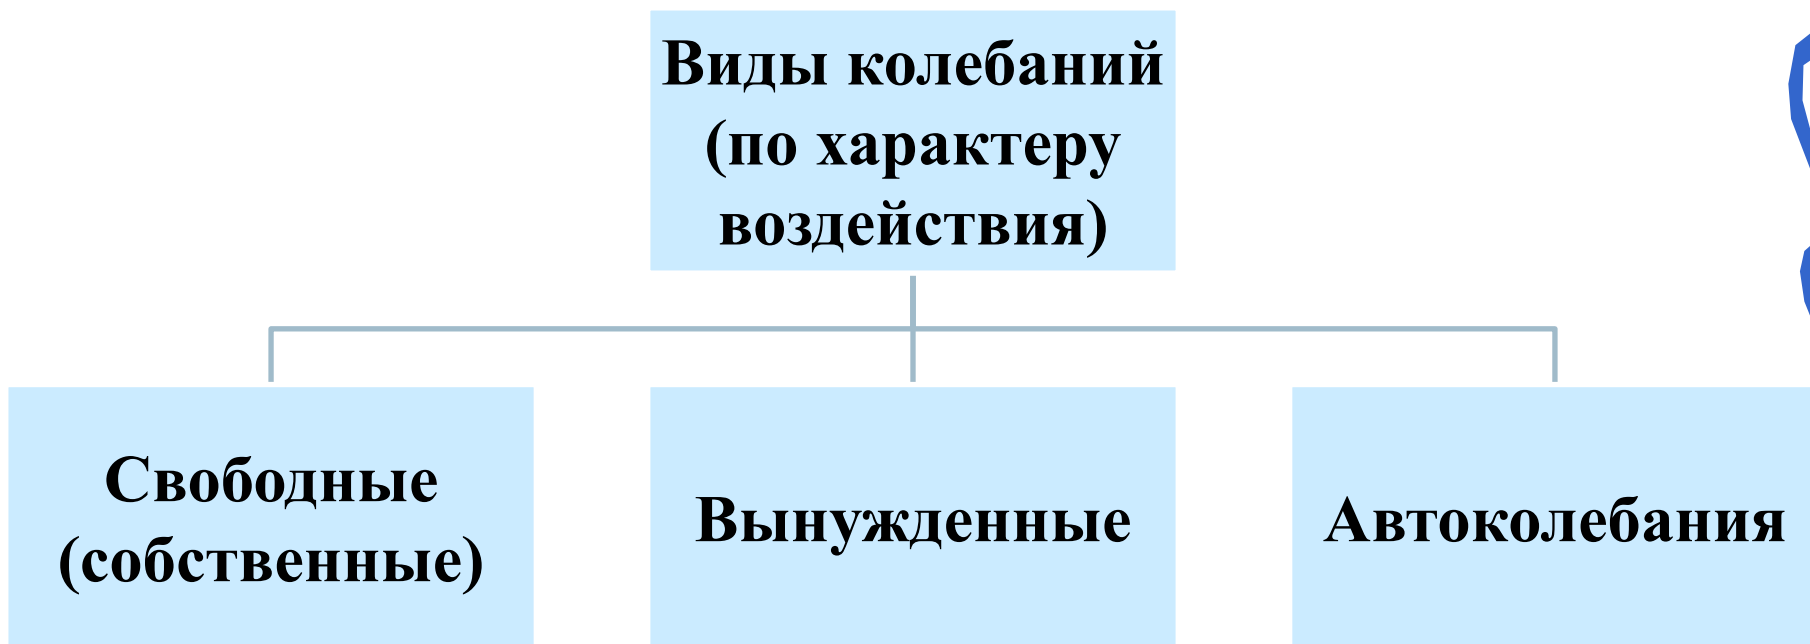 Виды колебаний
(по характеру
воздействия)
Свободные
(собственные)
Вынужденные
Автоколебания